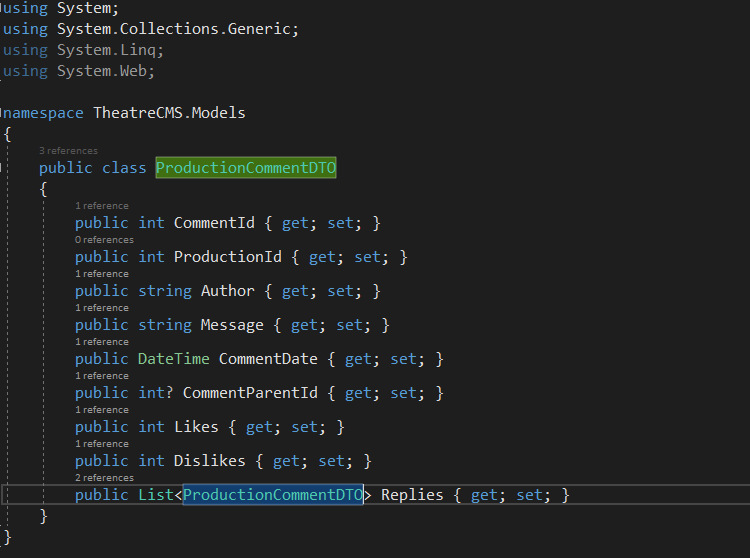 using System;
using System.Collections.Generic;
using System.Linq;
using System.Web;
namespace TheatreCMS.Models
{
3 references
public class ProductionCommentDTO
{
1 reference
public int CommentId { get; set; }
0 references
public int ProductionId { get; set; }
1 reference
public string Author { get; set; }
1 reference
public string Message { get; set; }
1 reference
public DateTime CommentDate { get; set; }
1 reference
public int? CommentParentId { get; set; }
1 reference
public int Likes { get; set; }
1 reference
public int Dislikes { get; set; }
2 references
public List<ProductionCommentDTO> Replies { get; set; }
}
}